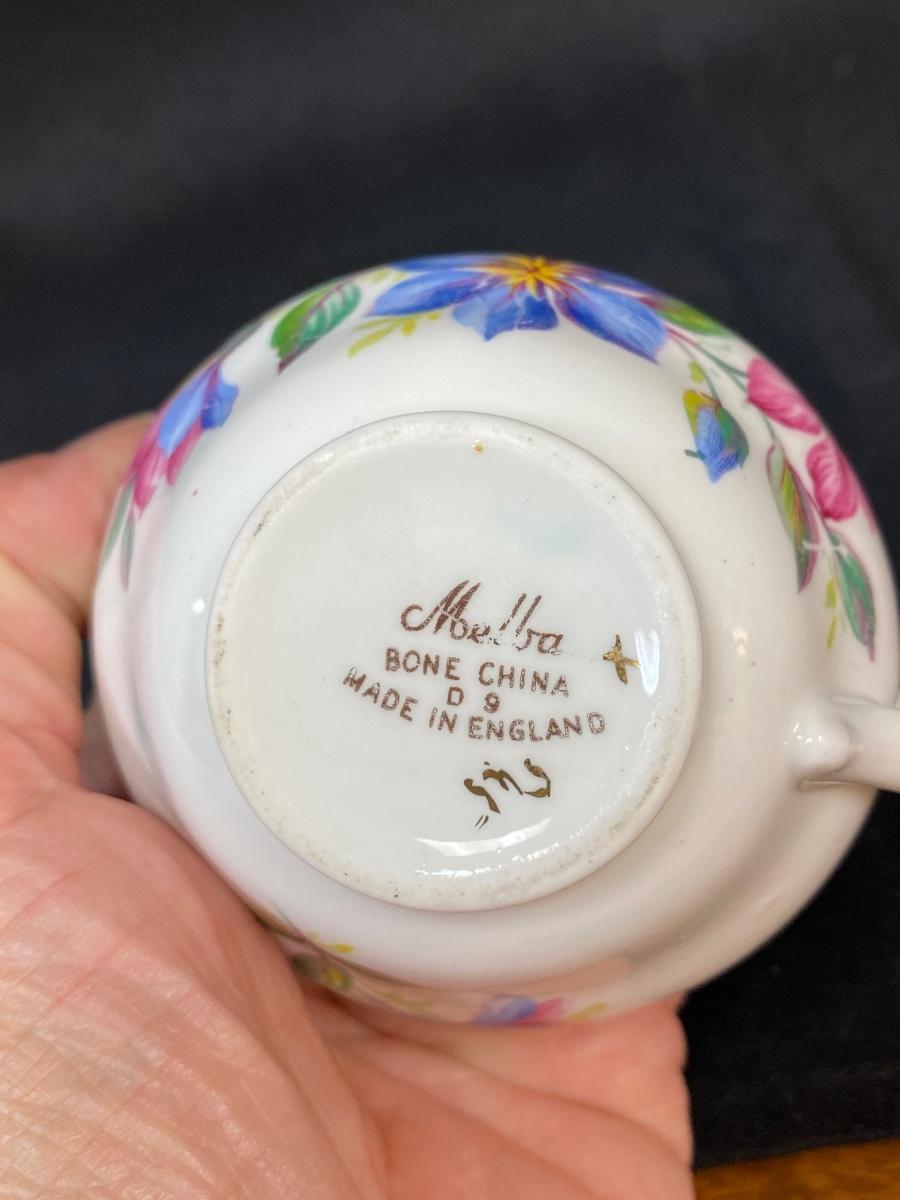 Melba
BONE CHINA
D 9
MADE IN ENGLAND